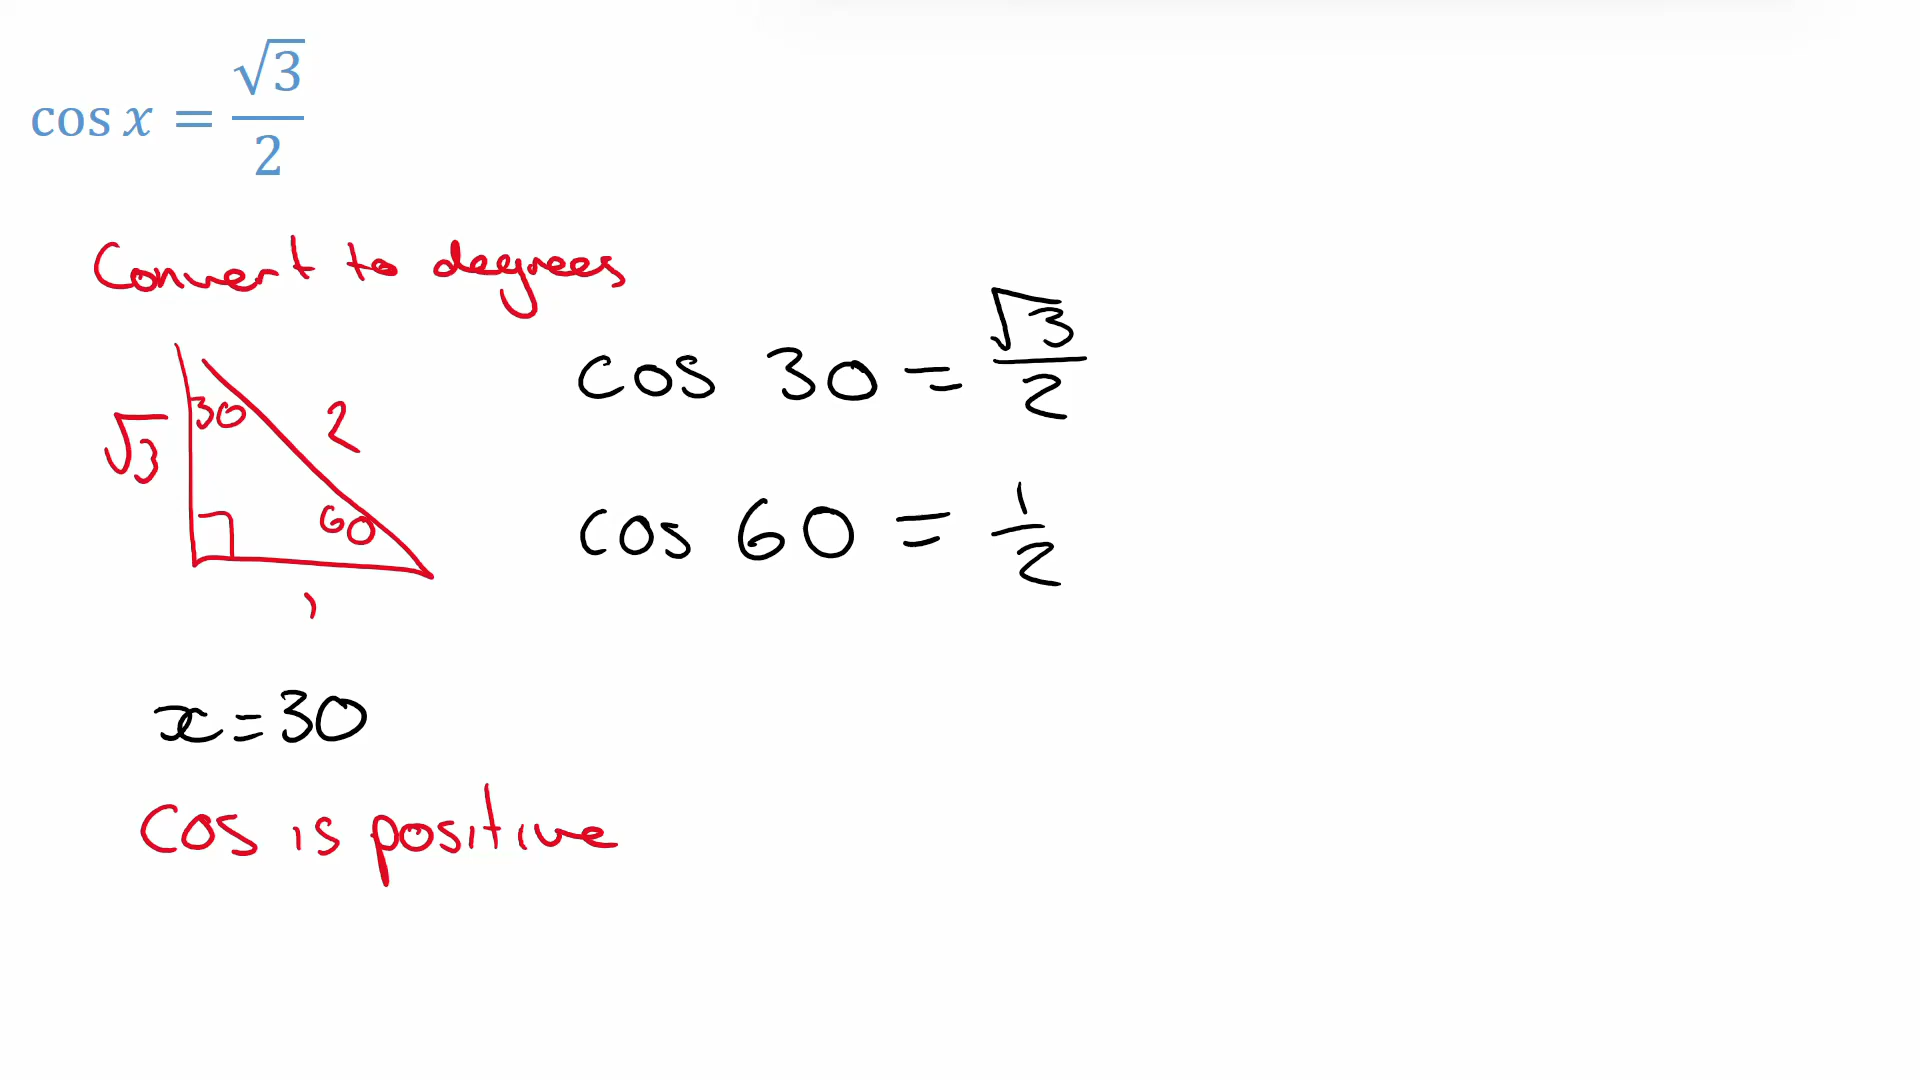 cos x = √3/2
Convert to degrees
cos 30 = √3/2
30
2
√3
60
cos 60 = 1/2
1
x = 30
Cos is positive